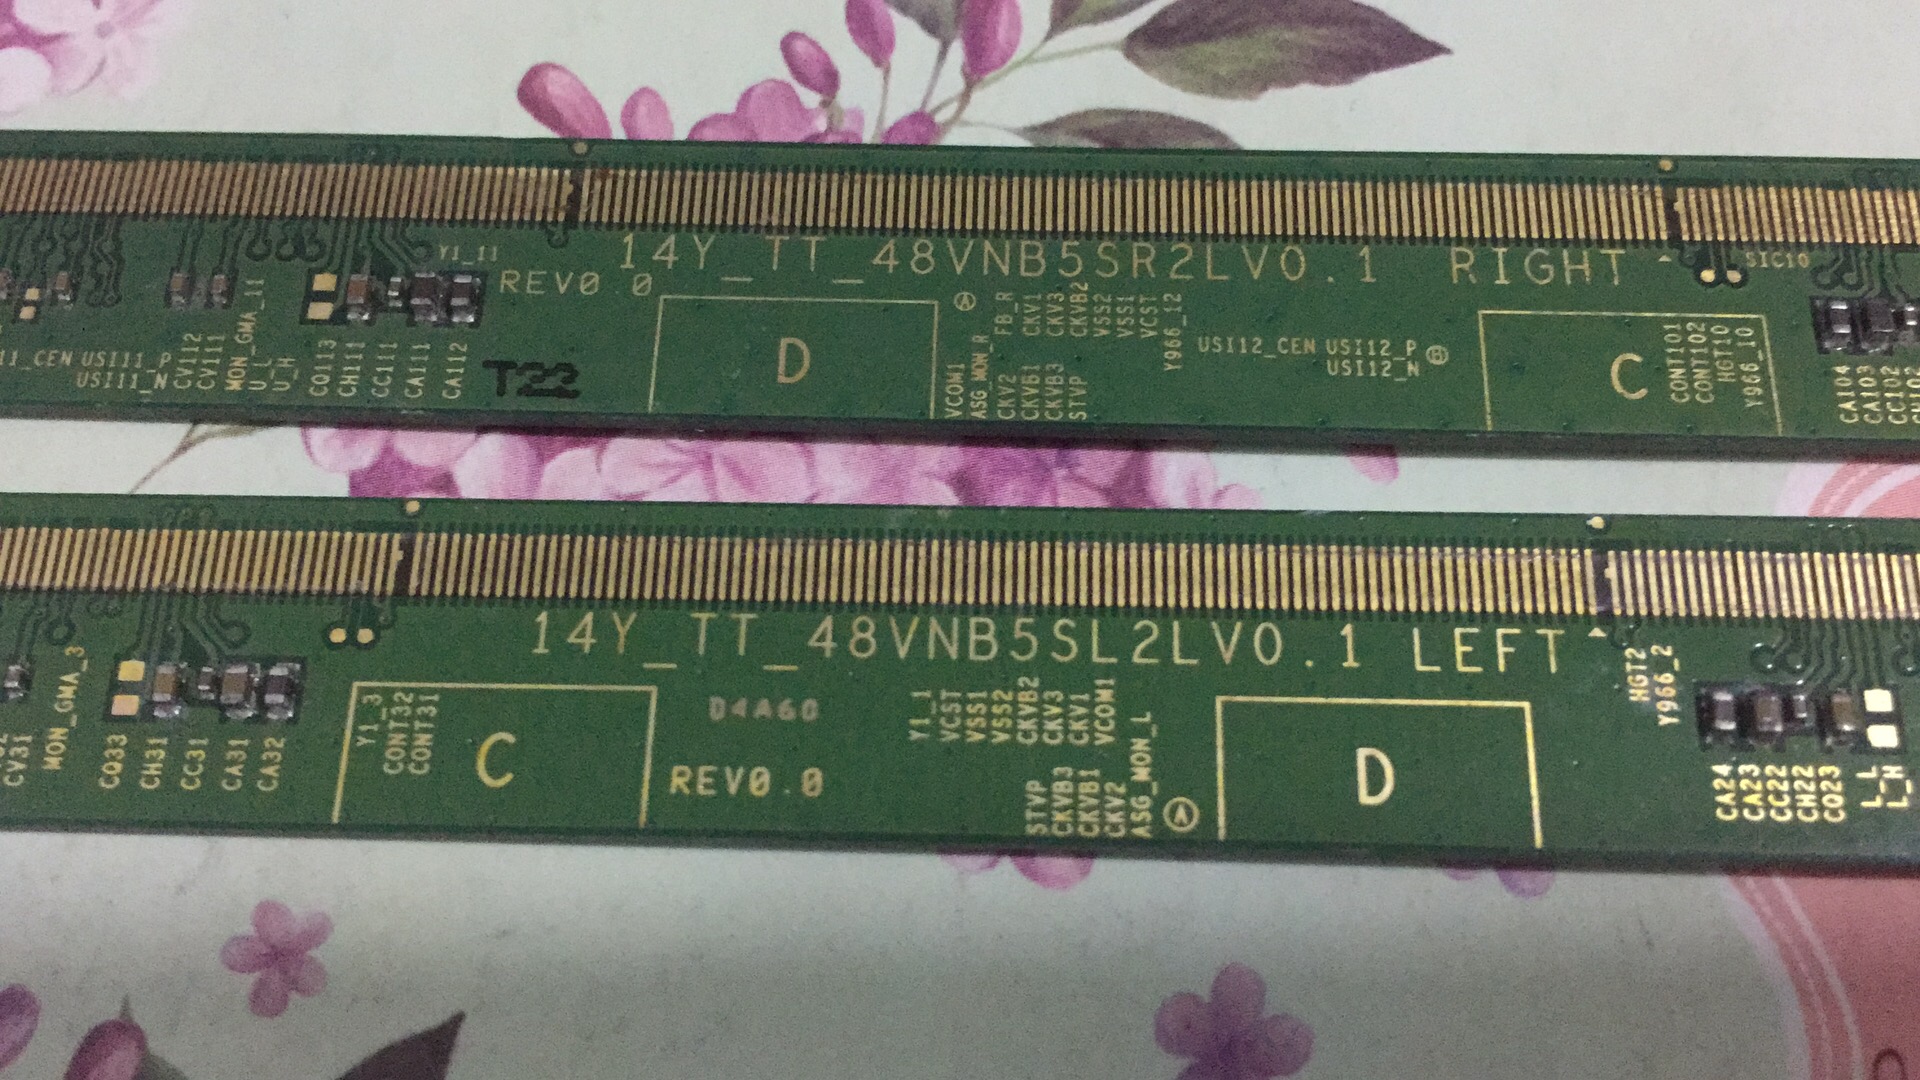 14Y_TT_48VNB5SR2LV0.1 RIGHT
SIC10
Y1_11
REV0.0
D
C
T22
USI11_P
USI11_N
CV112
CV111
MON_GMA_11
U_L
U_H
CO113
CH111
CC111
CA111
CA112
VCOM1
ASG_MON_R
FB_R
CKV2
CKV1
CKVB1
CKV3
CKVB3
CKVB2
STVP
VSS2
VSS1
VCST
Y966_12
USI12_CEN USI12_P
USI12_N
A
B
CONT101
CONT102
HGT10
Y966_10
CA104
CA103
CC102
14Y_TT_48VNB5SL2LV0.1 LEFT
CV31
MON_GMA_3
CO33
CH31
CC31
CA31
CA32
Y1_3
CONT32
CONT31
C
D4A60
REV0.0
Y1_1
VCST
VSS1
VSS2
CKVB2
CKV3
CKV1
VCOM1
STVP
CKVB3
CKVB1
CKV2
ASG_MON_L
A
D
HGT2
Y966_2
CA24
CA23
CC22
CH22
CO23
L_L
L_H